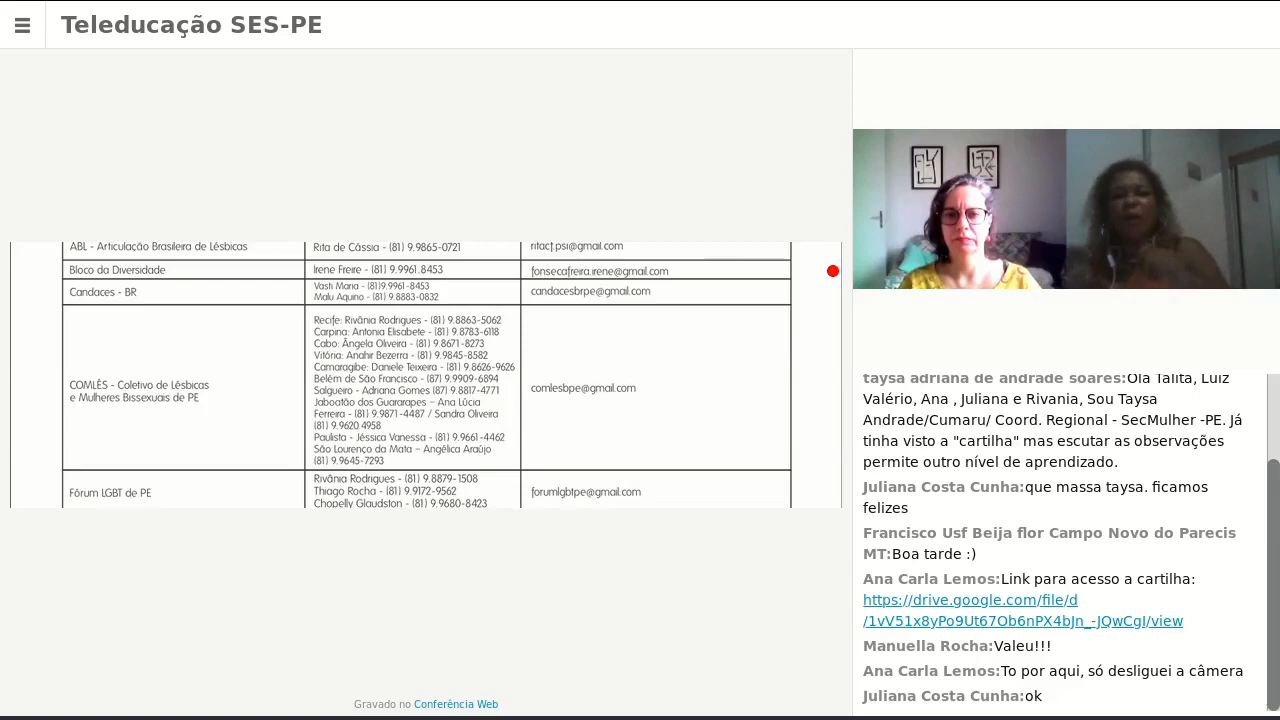 Teleducação SES-PE
ABL - Articulação Brasileira de Lésbicas
Rita de Cássia - (81) 9.9865-0721
ritacf.psi@gmail.com
Bloco da Diversidade
Irene Freire - (81) 9.9961.8453
fonsecafreira.irene@gmail.com
Candaces - BR
Vasti Maria - (81)9.9961-8453
Malu Aquino - (81) 9.8883-0832
candacesbrpe@gmail.com
COMLÉS - Coletivo de Lésbicas
e Mulheres Bissexuais de PE
Recife: Rivânia Rodrigues - (81) 9.8863-5062
Carpina: Antonia Elisabete - (81) 9.8783-6118
Cabo: Ângela Oliveira - (81) 9.8671-8273
Vitória: Anahir Bezerra - (81) 9.9845-8582
Camaragibe: Daniele Teixeira - (81) 9.8626-9626
Belém de São Francisco - (87) 9.9909-6894
Salgueiro - Adriana Gomes (87) 9.8817-4771
Jaboatão dos Guararapes – Ana Lúcia
Ferreira - (81) 9.9871-4487 / Sandra Oliveira
(81) 9.9620.4958
Paulista - Jéssica Vanessa - (81) 9.9661-4462
São Lourenço da Mata – Angélica Araújo
(81) 9.9645-7293
comlesbpe@gmail.com
Fórum LGBT de PE
Rivânia Rodrigues - (81) 9.8879-1508
Thiago Rocha - (81) 9.9172-9562
Chopelly Glaudston - (81) 9.9680-8423
forumlgbtpe@gmail.com
Gravado no Conferência Web
taysa adriana de andrade soares:Olá Talita, Luiz
Valério, Ana , Juliana e Rivania, Sou Taysa
Andrade/Cumaru/ Coord. Regional - SecMulher -PE. Já
tinha visto a "cartilha" mas escutar as observações
permite outro nível de aprendizado.
Juliana Costa Cunha:que massa taysa. ficamos
felizes
Francisco Usf Beija flor Campo Novo do Parecis
MT:Boa tarde :)
Ana Carla Lemos:Link para acesso a cartilha:
https://drive.google.com/file/d
/1vV51x8yPo9Ut67Ob6nPX4bJn_-JQwCgI/view
Manuella Rocha:Valeu!!!
Ana Carla Lemos:To por aqui, só desliguei a câmera
Juliana Costa Cunha:ok